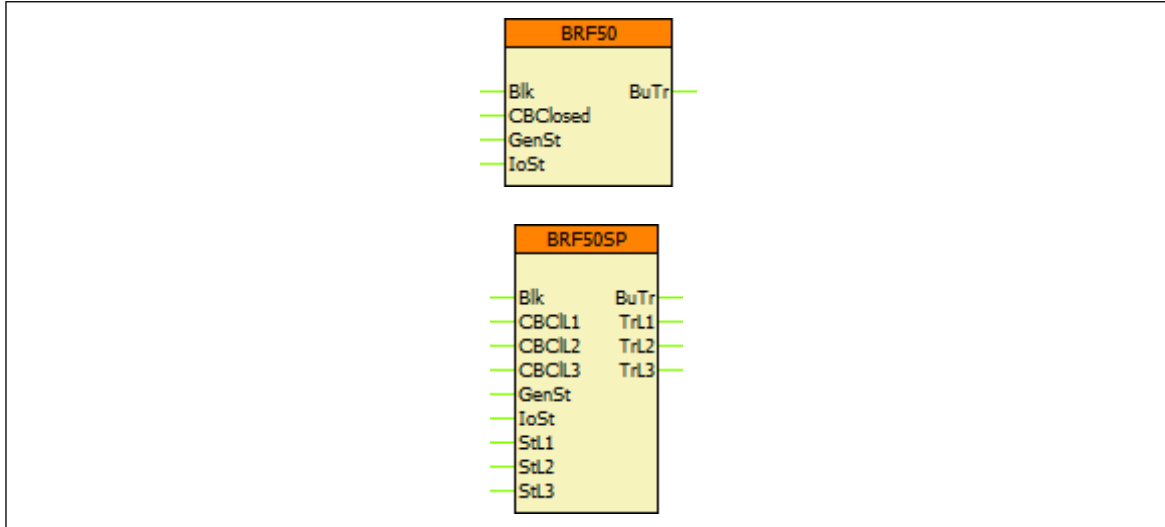 BRF50
Blk BuTr
CBClosed
GenSt
IoSt
BRF50SP
Blk BuTr
CBClL1 TrL1
CBClL2 TrL2
CBClL3 TrL3
GenSt
IoSt
StL1
StL2
StL3